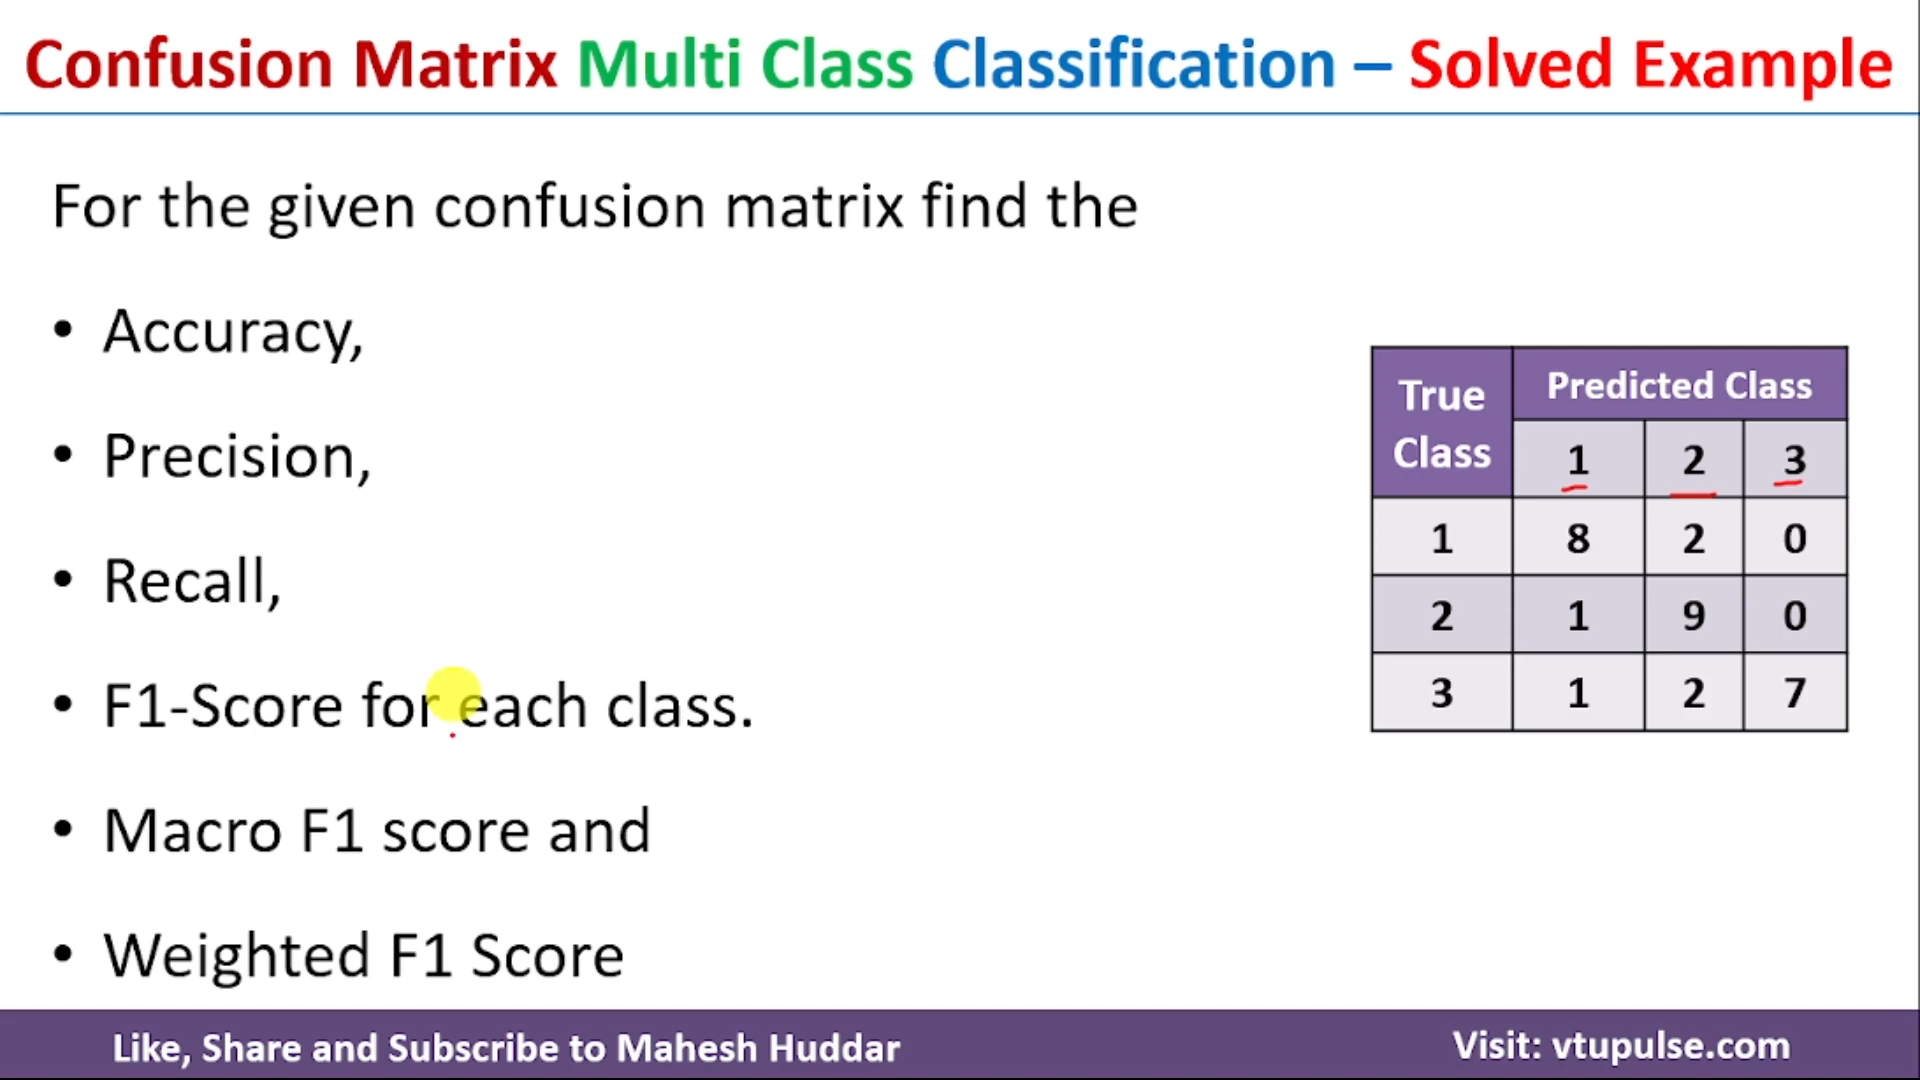 Confusion Matrix Multi Class Classification – Solved Example
For the given confusion matrix find the
• Accuracy,
• Precision,
• Recall,
• F1-Score for each class.
• Macro F1 score and
• Weighted F1 Score
True Class Predicted Class
1 2 3
1 8 2 0
2 1 9 0
3 1 2 7
Like, Share and Subscribe to Mahesh Huddar
Visit: vtupulse.com